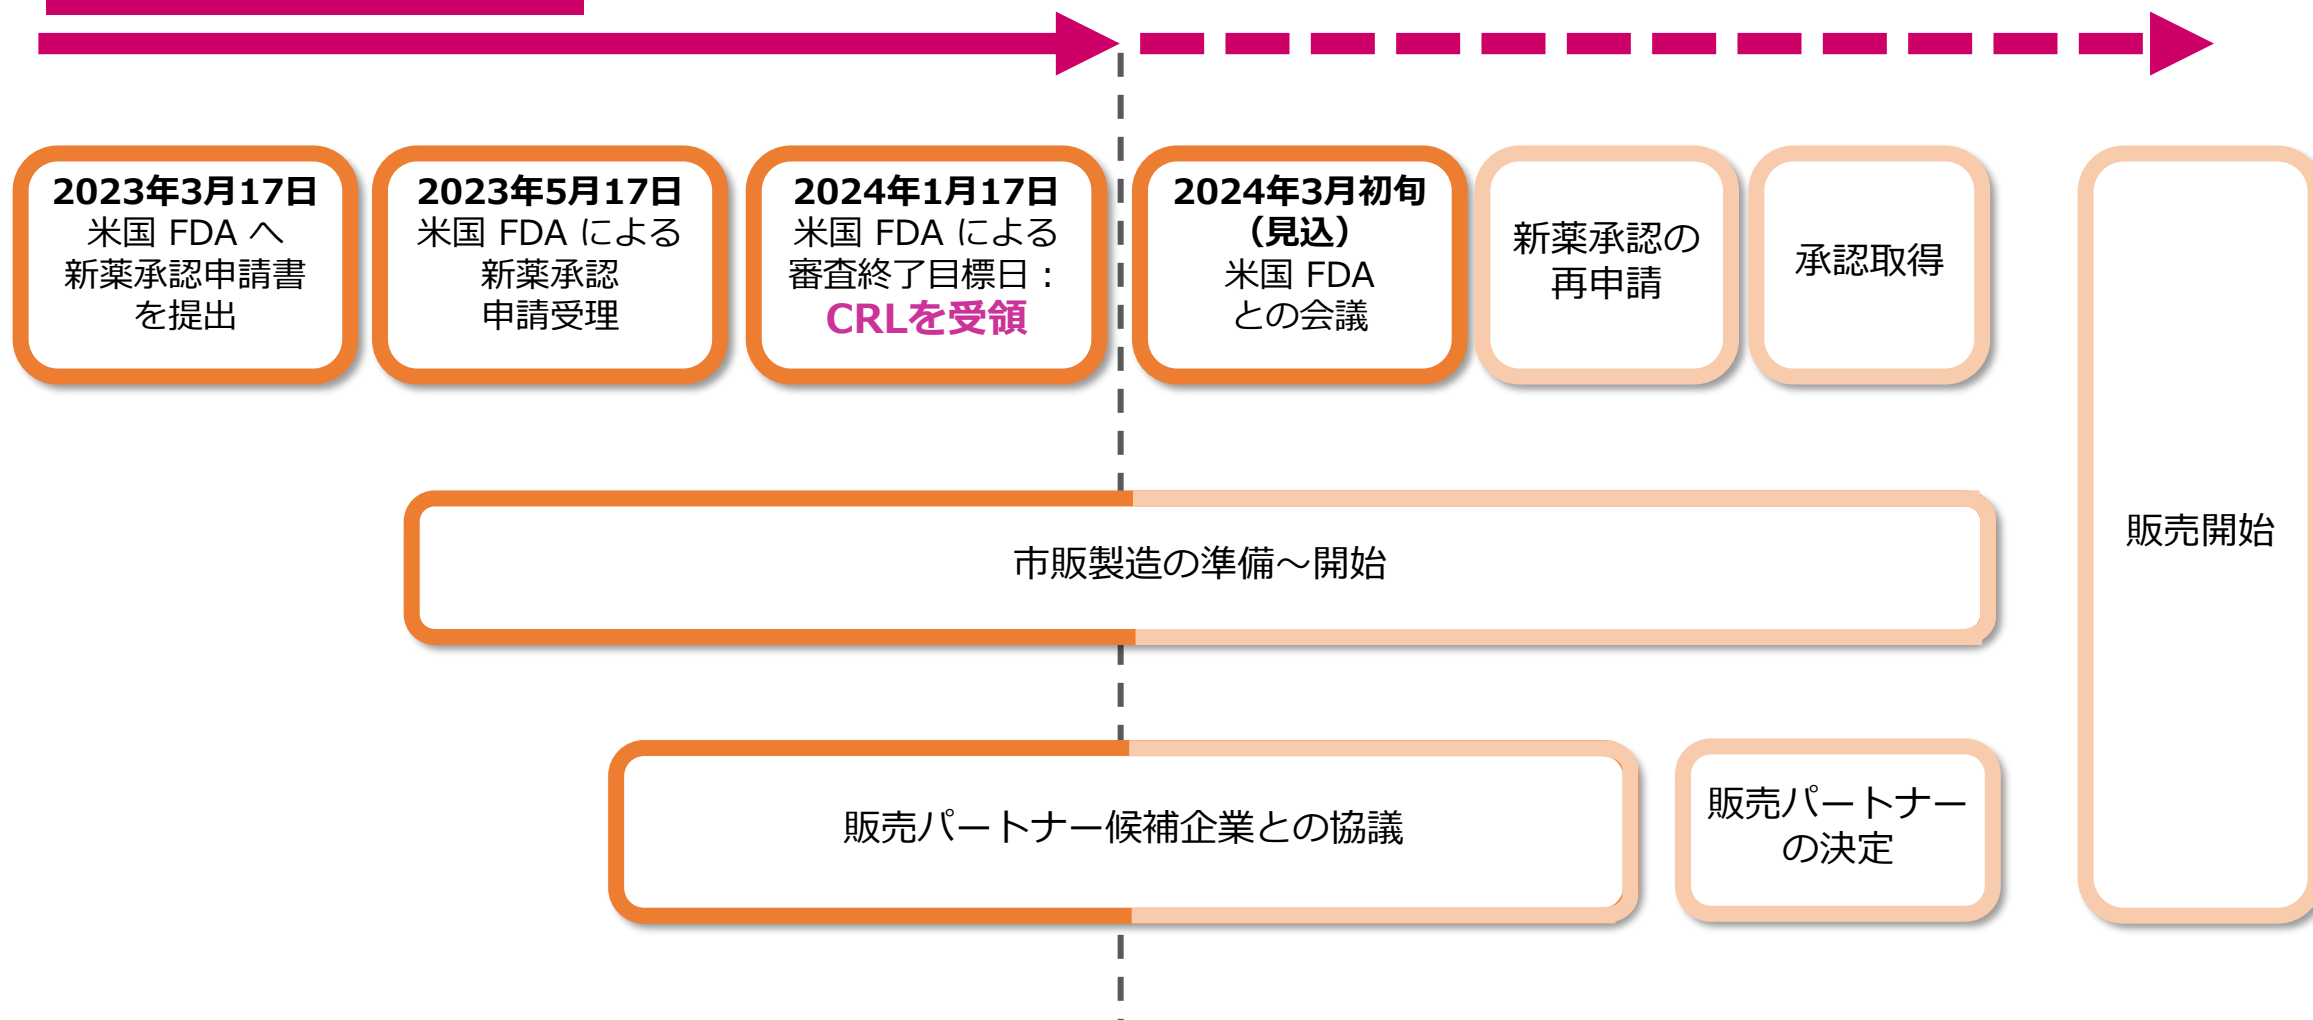 2023年3月17日
米国 FDA へ
新薬承認申請書
を提出
2023年5月17日
米国 FDA による
新薬承認
申請受理
2024年1月17日
米国 FDA による
審査終了目標日：
CRLを受領
2024年3月初旬
（見込）
米国 FDA
との会議
新薬承認の
再申請
承認取得
販売開始
市販製造の準備～開始
販売パートナー候補企業との協議
販売パートナー
の決定